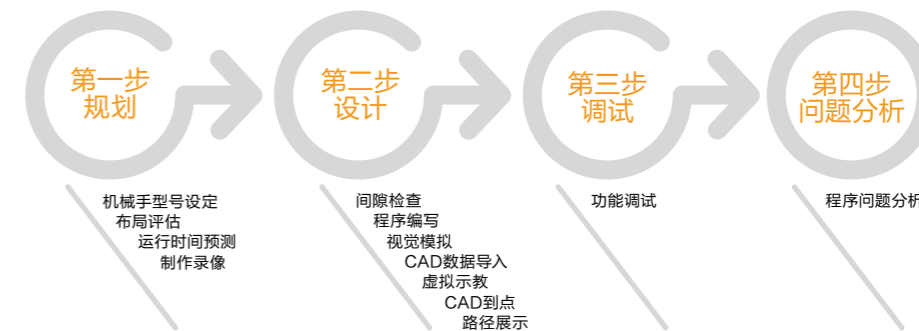 第一步
规划
机械手型号设定
布局评估
运行时间预测
制作录像
第二步
设计
间隙检查
程序编写
视觉模拟
CAD数据导入
虚拟示教
CAD到点
路径展示
第三步
调试
功能调试
第四步
问题分析
程序问题分析